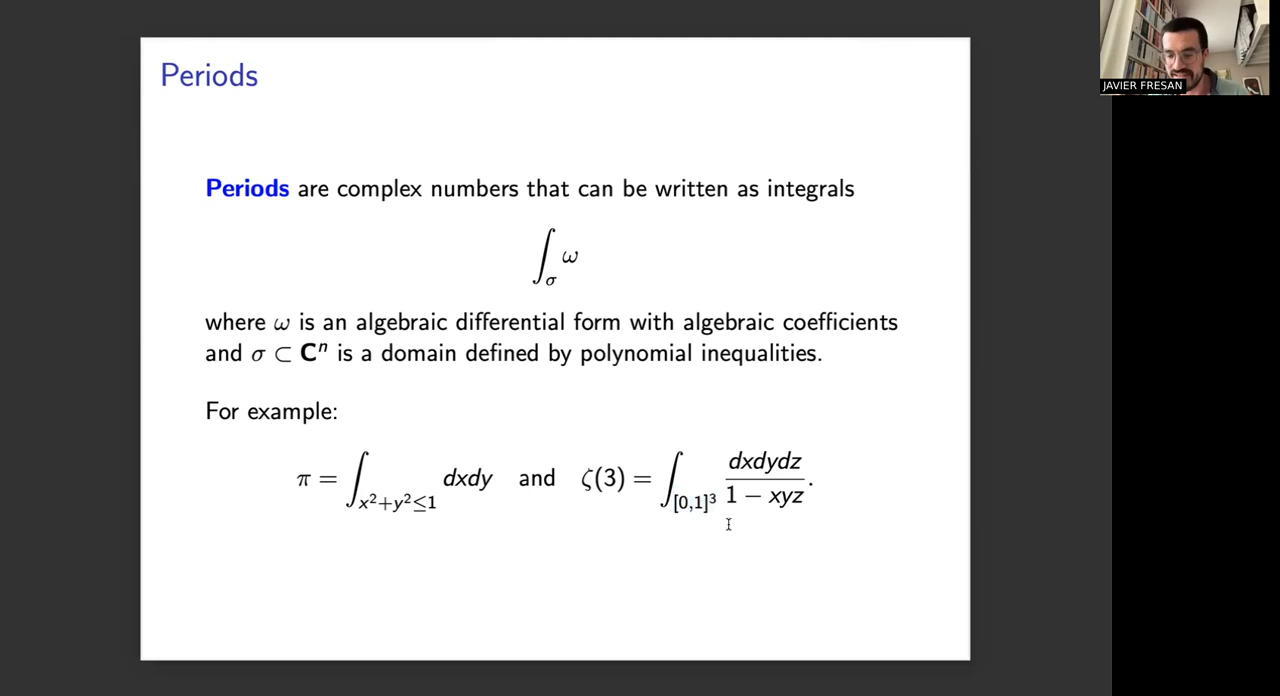 Periods
Periods are complex numbers that can be written as integrals
∫_σ ω
where ω is an algebraic differential form with algebraic coefficients
and σ ⊂ Cⁿ is a domain defined by polynomial inequalities.
For example:
π = ∫_{x²+y²≤1} dxdy and ζ(3) = ∫_{[0,1]³} dxdydz / (1 − xyz).
JAVIER FRESAN